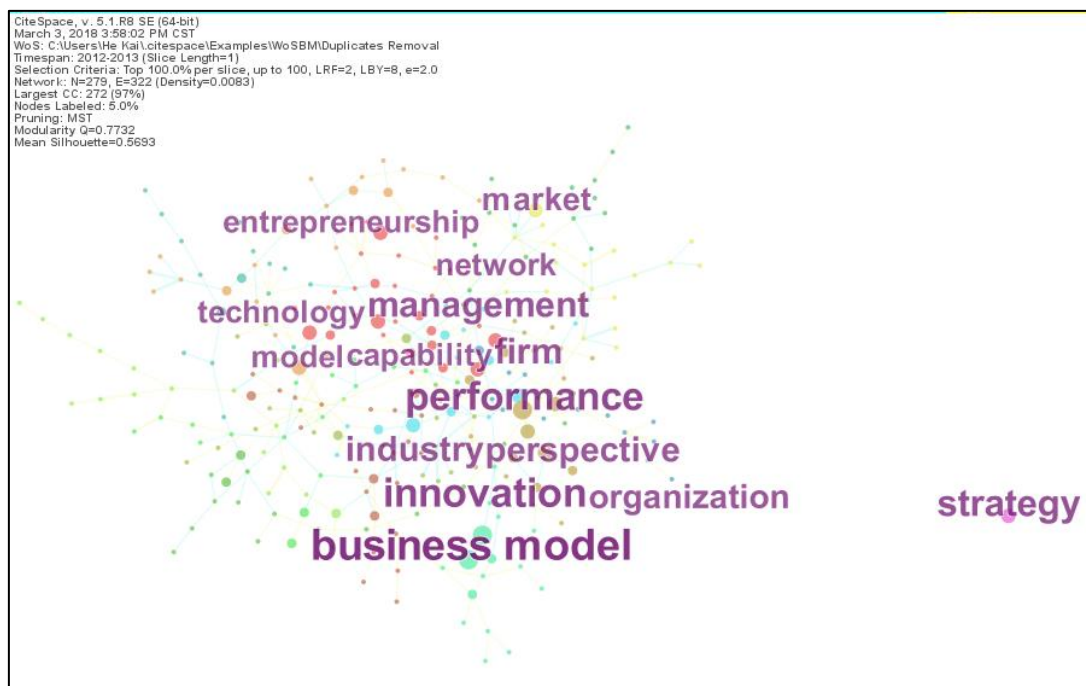 CiteSpace, v. 5.1.R8 SE (64-bit)
March 3, 2018 3:58:02 PM CST
WoS: C:\Users\He Kai\.citespace\Examples\WoSBM\Duplicates Removal
Timespan: 2012-2013 (Slice Length=1)
Selection Criteria: Top 100.0% per slice, up to 100, LRF=2, LBY=8, e=2.0
Network: N=279, E=322 (Density=0.0083)
Largest CC: 272 (97%)
Nodes Labeled: 5.0%
Pruning: MST
Modularity Q=0.7732
Mean Silhouette=0.5693
market
entrepreneurship
network
technology management
model capability firm
performance
industry perspective
innovation organization
strategy
business model